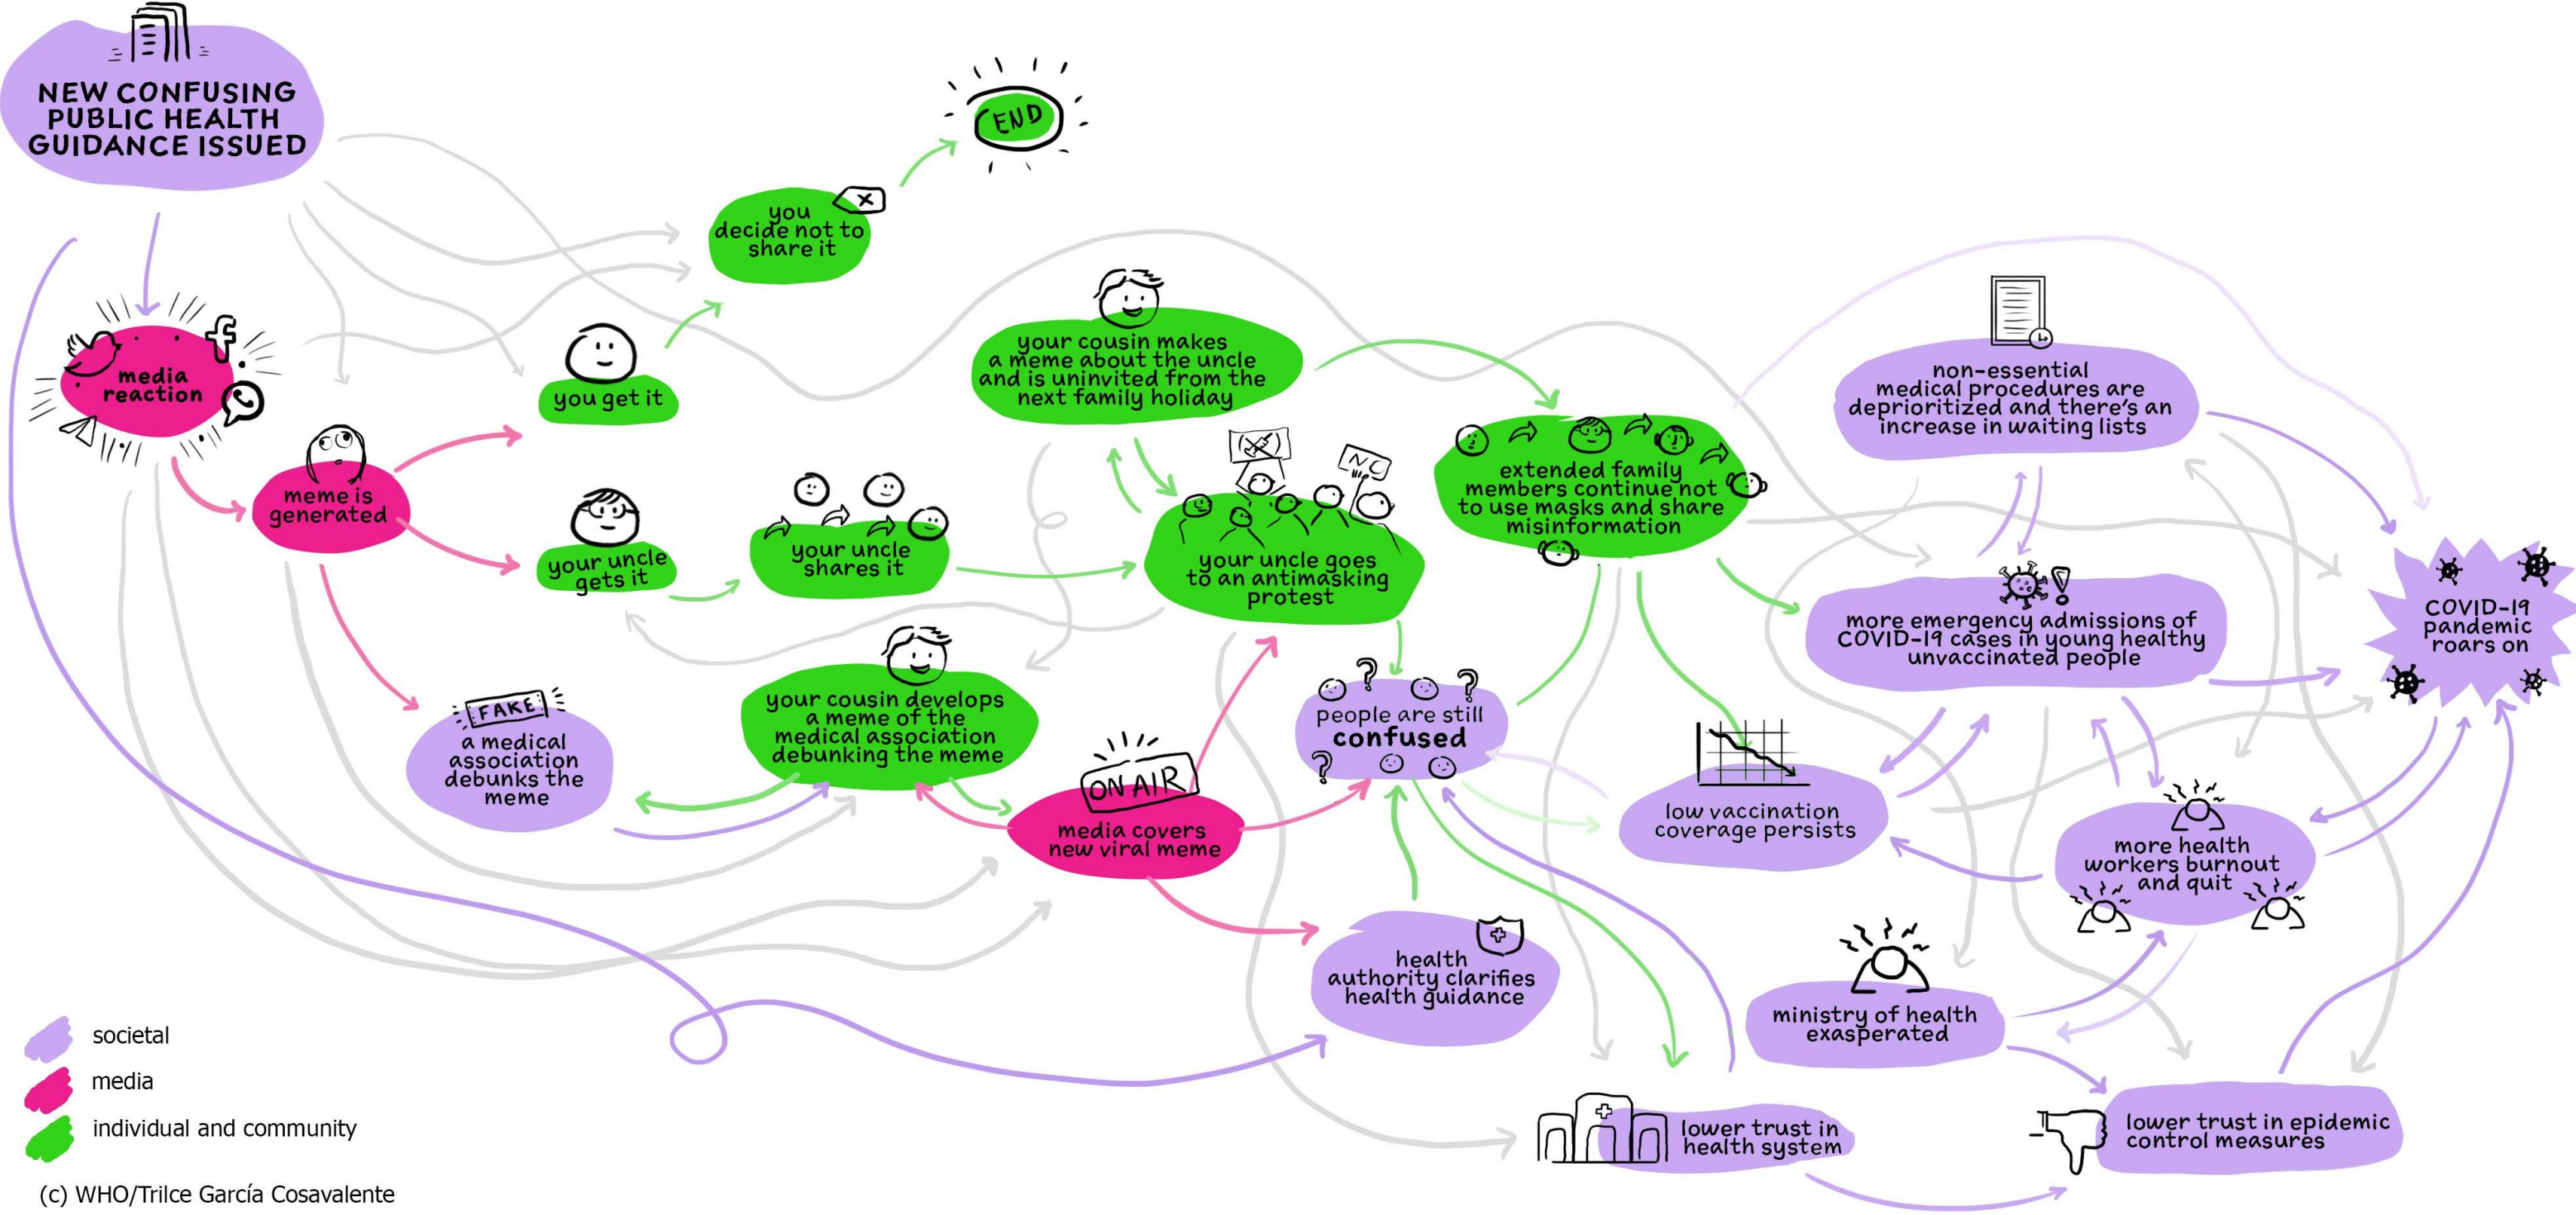 NEW CONFUSING
PUBLIC HEALTH
GUIDANCE ISSUED
END
you
decide not to
share it
media
reaction
you get it
meme is
generated
your uncle
gets it
your uncle
shares it
your cousin makes
a meme about the uncle
and is uninvited from the
next family holiday
NO
your uncle goes
to an antimasking
protest
extended family
members continue not
to use masks and share
misinformation
non-essential
medical procedures are
deprioritized and there's an
increase in waiting lists
more emergency admissions of
COVID-19 cases in young healthy
unvaccinated people
COVID-19
pandemic
roars on
FAKE
a medical
association
debunks the
meme
your cousin develops
a meme of the
medical association
debunking the meme
ON AIR
media covers
new viral meme
people are still
confused
low vaccination
coverage persists
more health
workers burnout
and quit
health
authority clarifies
health guidance
ministry of health
exasperated
lower trust in
health system
lower trust in epidemic
control measures
societal
media
individual and community
(c) WHO/Trilce García Cosavalente